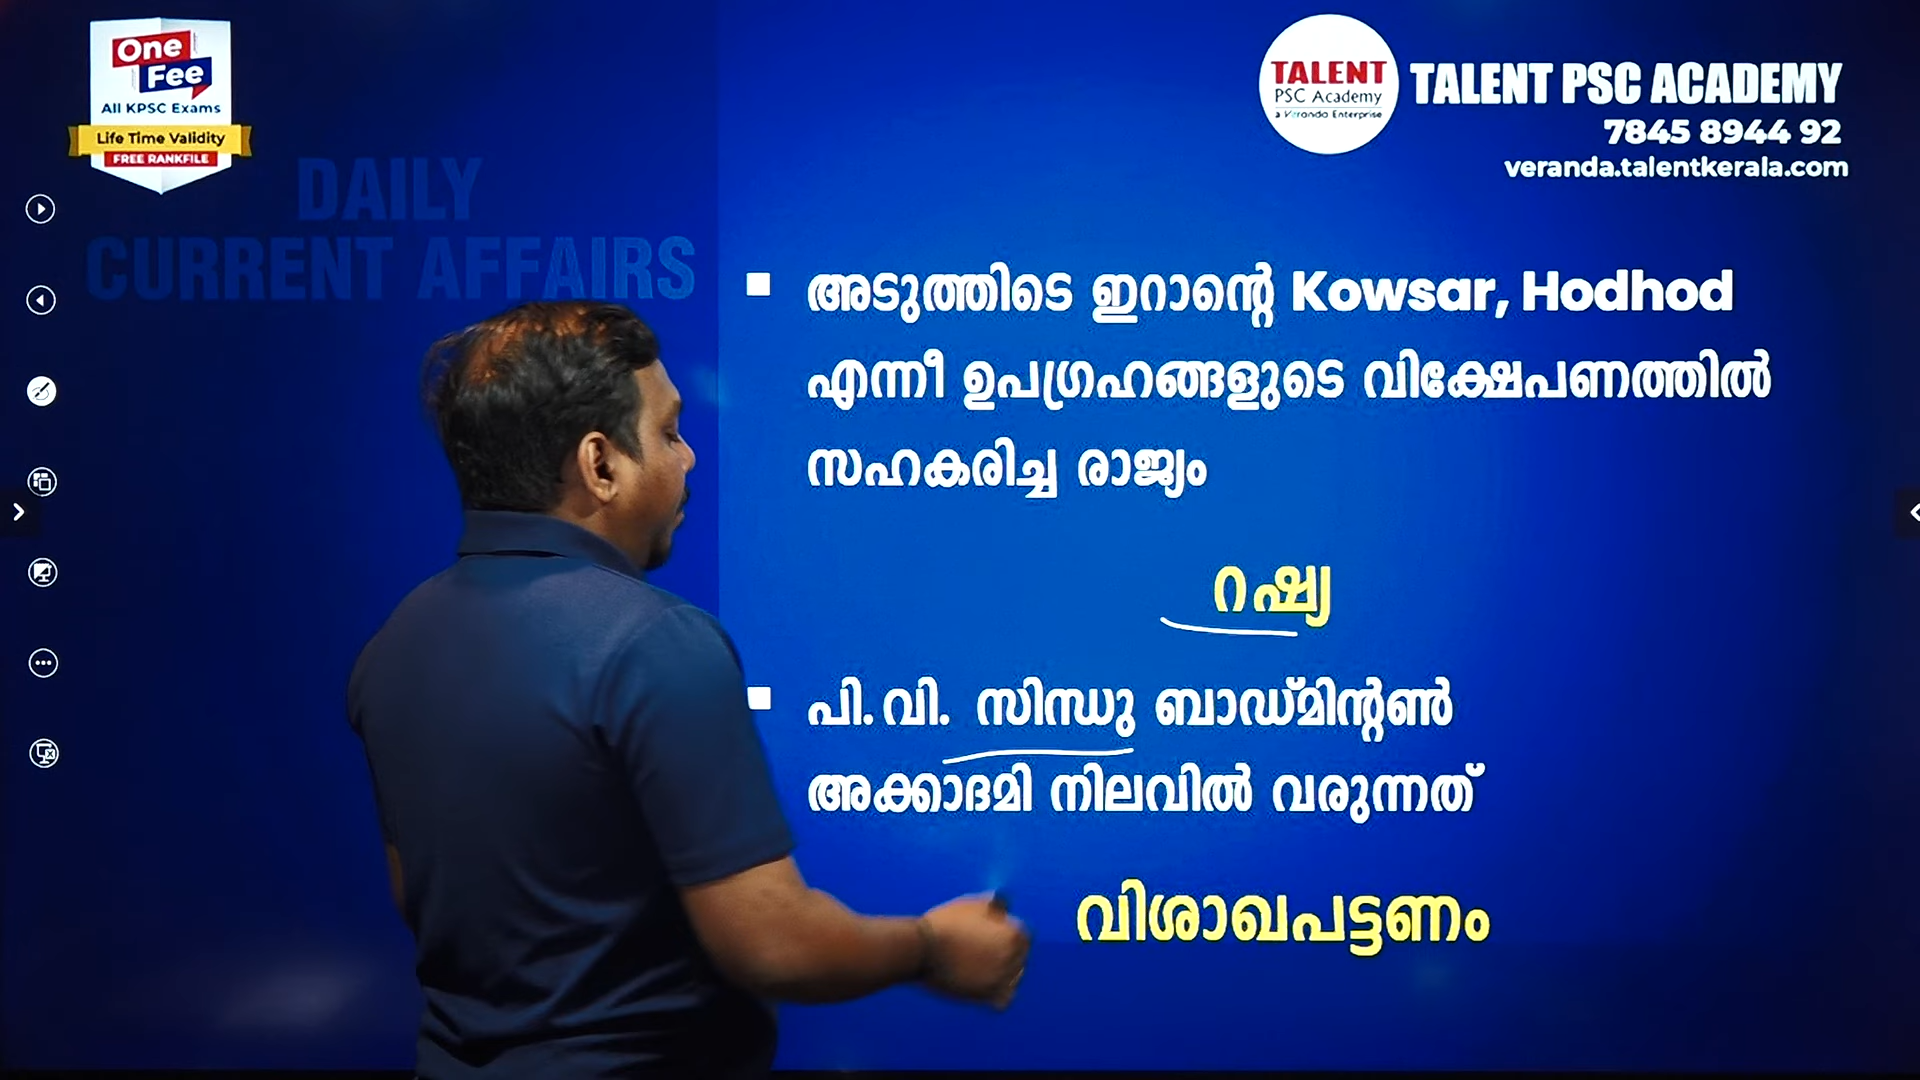 One
Fee
All KPSC Exams
Life Time Validity
FREE RANKFILE
TALENT
PSC Academy
a Veranda Enterprise
TALENT PSC ACADEMY
7845 8944 92
veranda.talentkerala.com
DAILY
CURRENT AFFAIRS
അടുത്തിടെ ഇറാന്റെ Kowsar, Hodhod
എന്നീ ഉപഗ്രഹങ്ങളുടെ വിക്ഷേപണത്തിൽ
സഹകരിച്ച രാജ്യം
റഷ്യ
പി.വി. സിന്ധു ബാഡ്മിന്റൺ
അക്കാദമി നിലവിൽ വരുന്നത്
വിശാഖപട്ടണം